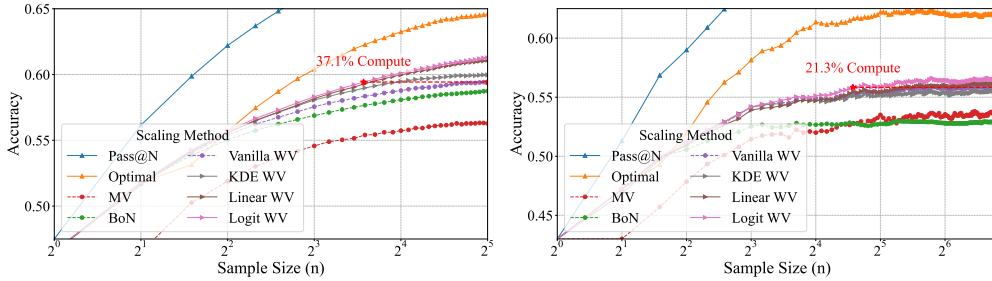 0.65
0.60
0.55
0.50
Accuracy
37.1% Compute
Scaling Method
Pass@N
Optimal
MV
BoN
Vanilla WV
KDE WV
Linear WV
Logit WV
2^0
2^1
2^2
2^3
2^4
2^5
Sample Size (n)
0.60
0.55
0.50
0.45
Accuracy
21.3% Compute
Scaling Method
Pass@N
Optimal
MV
BoN
Vanilla WV
KDE WV
Linear WV
Logit WV
2^0
2^1
2^2
2^3
2^4
2^5
2^6
Sample Size (n)